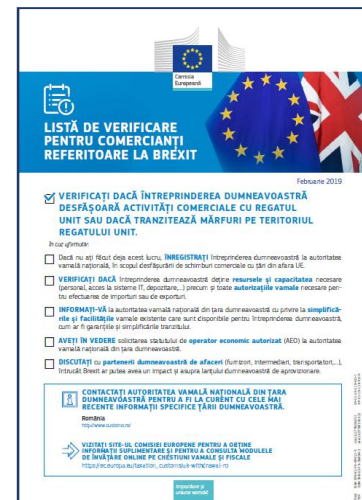 Comisia
Europeană
LISTĂ DE VERIFICARE
PENTRU COMERCIANȚI
REFERITOARE LA BREXIT
Februarie 2019
VERIFICAȚI DACĂ ÎNTREPRINDEREA DUMNEAVOASTRĂ
DESFĂȘOARĂ ACTIVITĂȚI COMERCIALE CU REGATUL
UNIT SAU DACĂ TRANZITEAZĂ MĂRFURI PE TERITORIUL
REGATULUI UNIT.
În caz afirmativ:
Dacă nu ați făcut deja acest lucru, ÎNREGISTRAȚI întreprinderea dumneavoastră la autoritatea
vamală națională, în scopul desfășurării de schimburi comerciale cu țări din afara UE.
VERIFICAȚI DACĂ întreprinderea dumneavoastră deține resursele și capacitatea necesare
(personal, acces la sisteme IT, depozitare,...) precum și toate autorizațiile vamale necesare pen-
tru efectuarea de importuri sau de exporturi.
INFORMAȚI-VĂ la autoritatea vamală națională din țara dumneavoastră cu privire la simplifică-
rile și facilitățile vamale existente care sunt disponibile pentru întreprinderea dumneavoastră,
cum ar fi garanțiile și simplificările tranzitului.
AVEȚI ÎN VEDERE solicitarea statutului de operator economic autorizat (AEO) la autoritatea
vamală națională din țara dumneavoastră.
DISCUTAȚI cu partenerii dumneavoastră de afaceri (furnizori, intermediari, transportatori,...),
întrucât Brexit ar putea avea un impact și asupra lanțului dumneavoastră de aprovizionare.
CONTACTAȚI AUTORITATEA VAMALĂ NAȚIONALĂ DIN ȚARA
DUMNEAVOASTRĂ PENTRU A FI LA CURENT CU CELE MAI
RECENTE INFORMAȚII SPECIFICE ȚĂRII DUMNEAVOASTRĂ.
România
http://www.customs.ro/
VIZITAȚI SITE-UL COMISIEI EUROPENE PENTRU A OBȚINE
INFORMAȚII SUPLIMENTARE ȘI PENTRU A CONSULTA MODULELE
DE ÎNVĂȚARE ONLINE PE CHESTIUNI VAMALE ȘI FISCALE
Impozitare și
uniune vamală